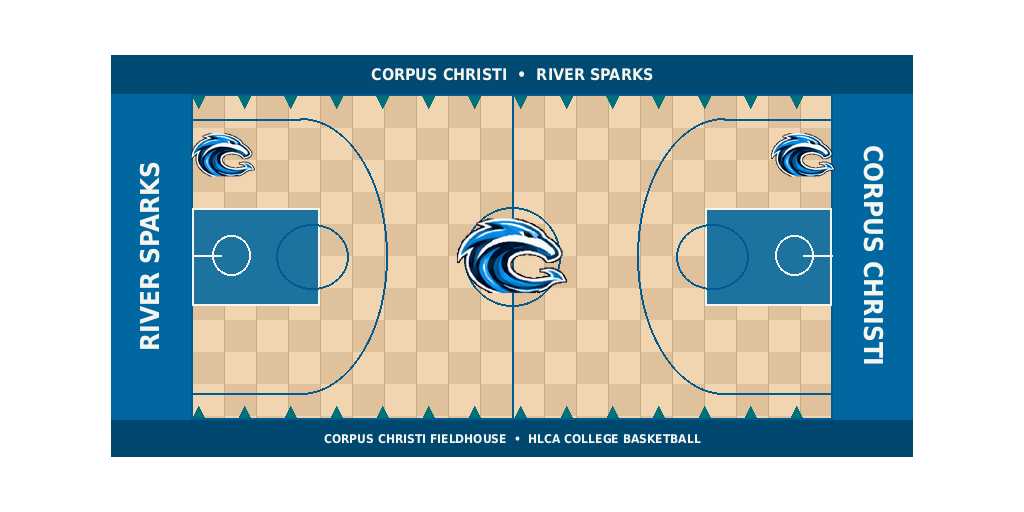 CORPUS CHRISTI • RIVER SPARKS
RIVER SPARKS
CORPUS CHRISTI
CORPUS CHRISTI FIELDHOUSE • HLCA COLLEGE BASKETBALL